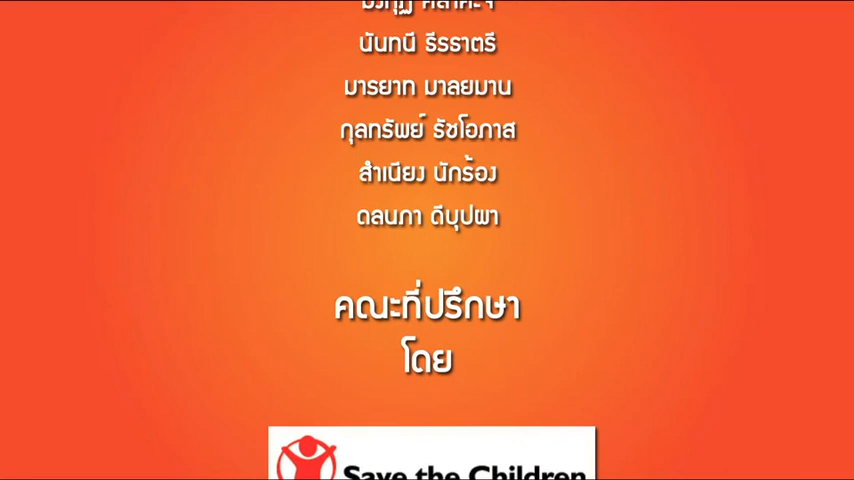 นันทนี ธีรธาตรี
มารยาท มาลยมาน
กุลทรัพย์ รัชโอภาส
สำเนียง นักร้อง
ดลนภา ดีบุปผา
คณะที่ปรึกษา
โดย
Save the Children